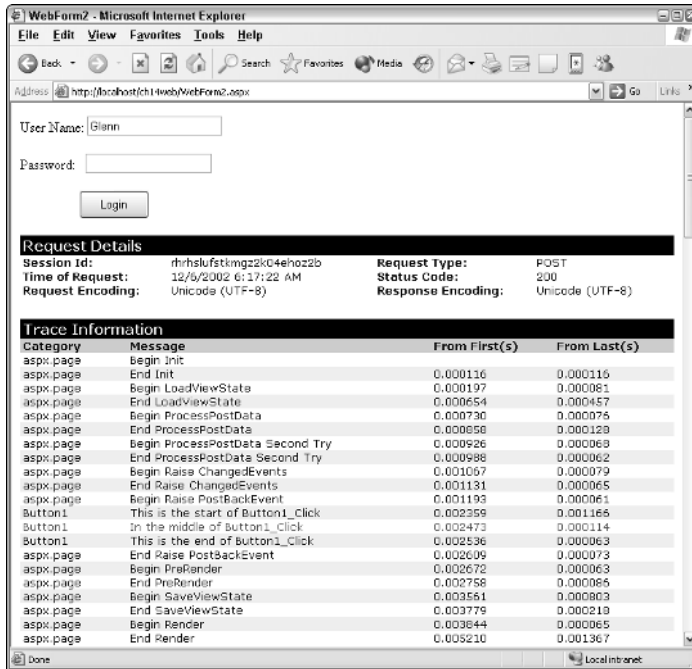 WebForm2 - Microsoft Internet Explorer
File Edit View Favorites Tools Help
Back Search Favorites Media
Address http://localhost/ch14web/WebForm2.aspx Go Links
User Name: Glenn
Password:
Login
Request Details
Session Id: rhrhslufstkmgz2k04ehoz2b Request Type: POST
Time of Request: 12/6/2002 6:17:22 AM Status Code: 200
Request Encoding: Unicode (UTF-8) Response Encoding: Unicode (UTF-8)
Trace Information
Category Message From First(s) From Last(s)
aspx.page Begin Init
aspx.page End Init 0.000116 0.000116
aspx.page Begin LoadViewState 0.000197 0.000081
aspx.page End LoadViewState 0.000654 0.000457
aspx.page Begin ProcessPostData 0.000730 0.000076
aspx.page End ProcessPostData 0.000858 0.000128
aspx.page Begin ProcessPostData Second Try 0.000926 0.000068
aspx.page End ProcessPostData Second Try 0.000988 0.000062
aspx.page Begin Raise ChangedEvents 0.001067 0.000079
aspx.page End Raise ChangedEvents 0.001131 0.000065
aspx.page Begin Raise PostBackEvent 0.001193 0.000061
Button1 This is the start of Button1_Click 0.002359 0.001166
Button1 In the middle of Button1_Click 0.002473 0.000114
Button1 This is the end of Button1_Click 0.002536 0.000063
aspx.page End Raise PostBackEvent 0.002609 0.000073
aspx.page Begin PreRender 0.002672 0.000063
aspx.page End PreRender 0.002758 0.000086
aspx.page Begin SaveViewState 0.003561 0.000803
aspx.page End SaveViewState 0.003779 0.000218
aspx.page Begin Render 0.003844 0.000065
aspx.page End Render 0.005210 0.001367
Done Local intranet